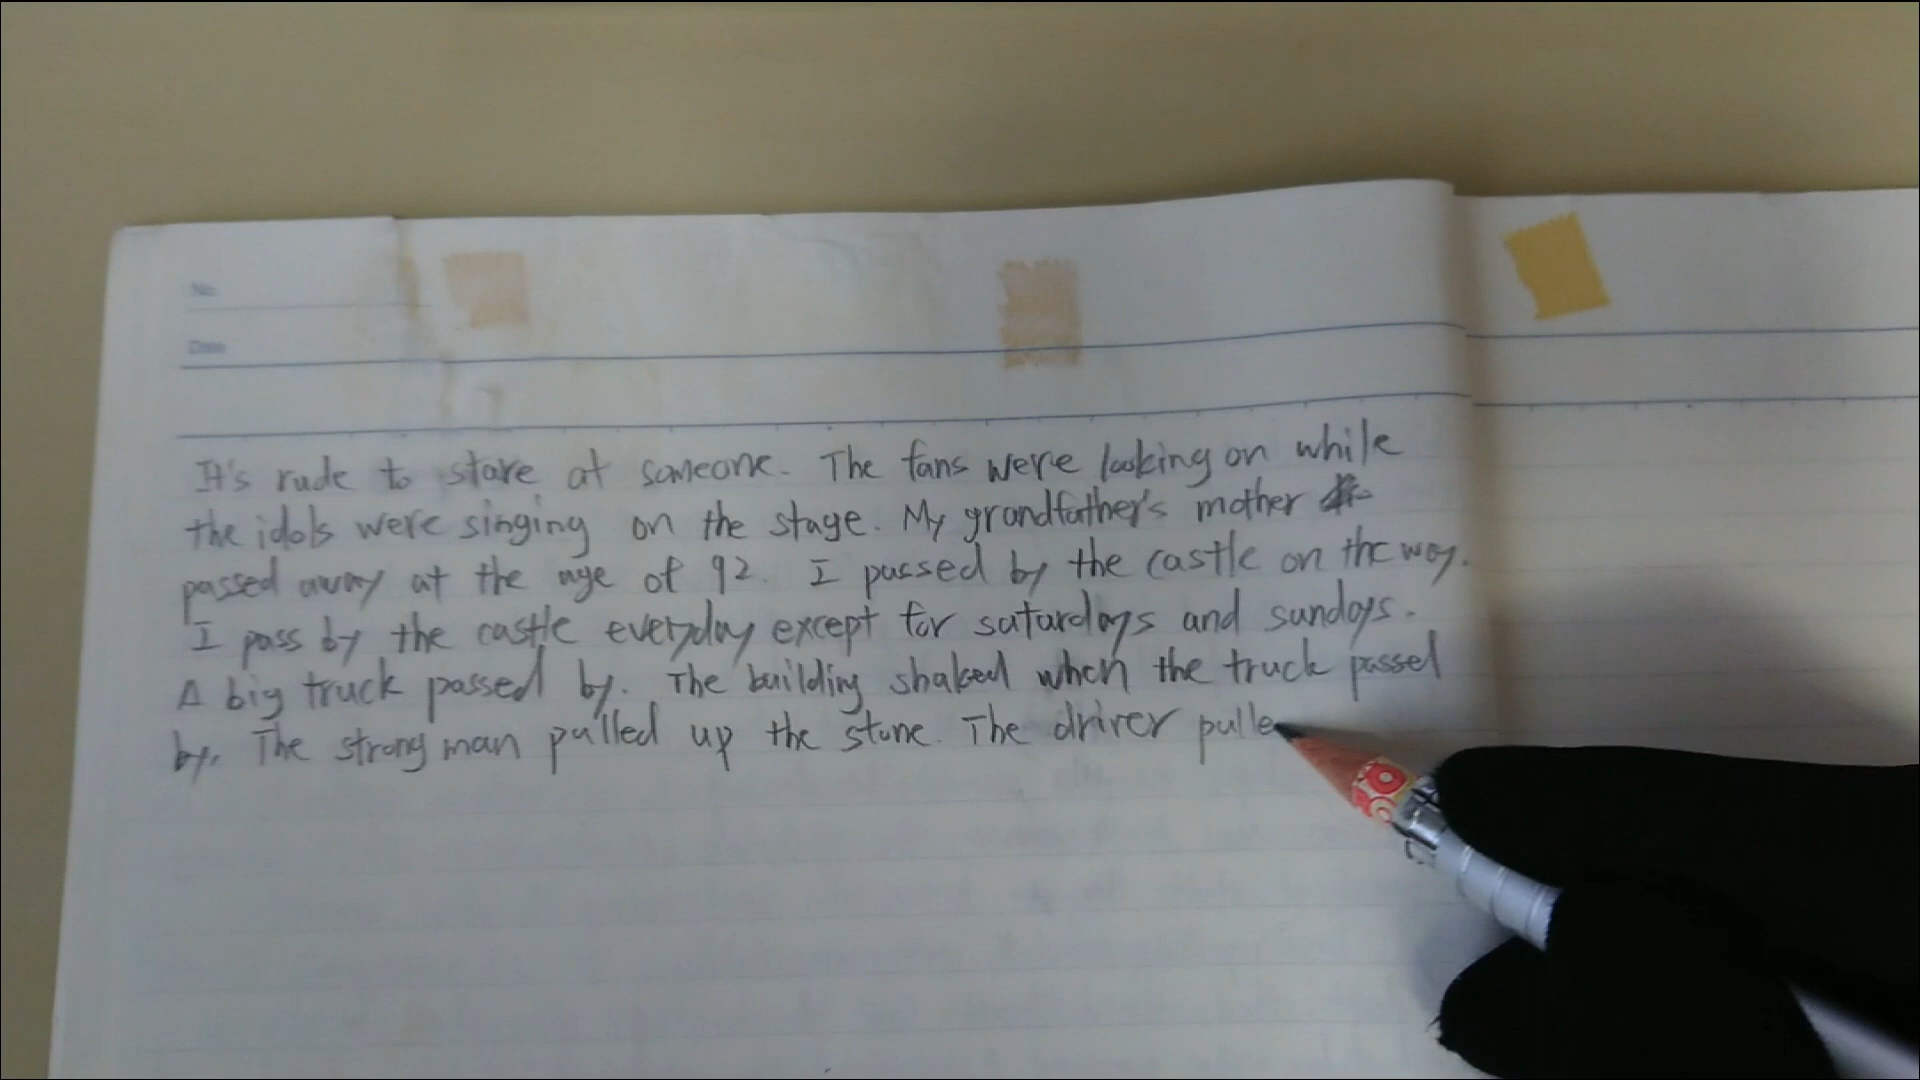 No.
Date
It's rude to stare at someone. The fans were looking on while
the idols were singing on the stage. My grandfather's mother
passed away at the age of 92. I passed by the castle on the way.
I pass by the castle everyday except for saturdays and sundays.
A big truck passed by. The building shaked when the truck passed
by. The strong man pulled up the stone. The driver pulle